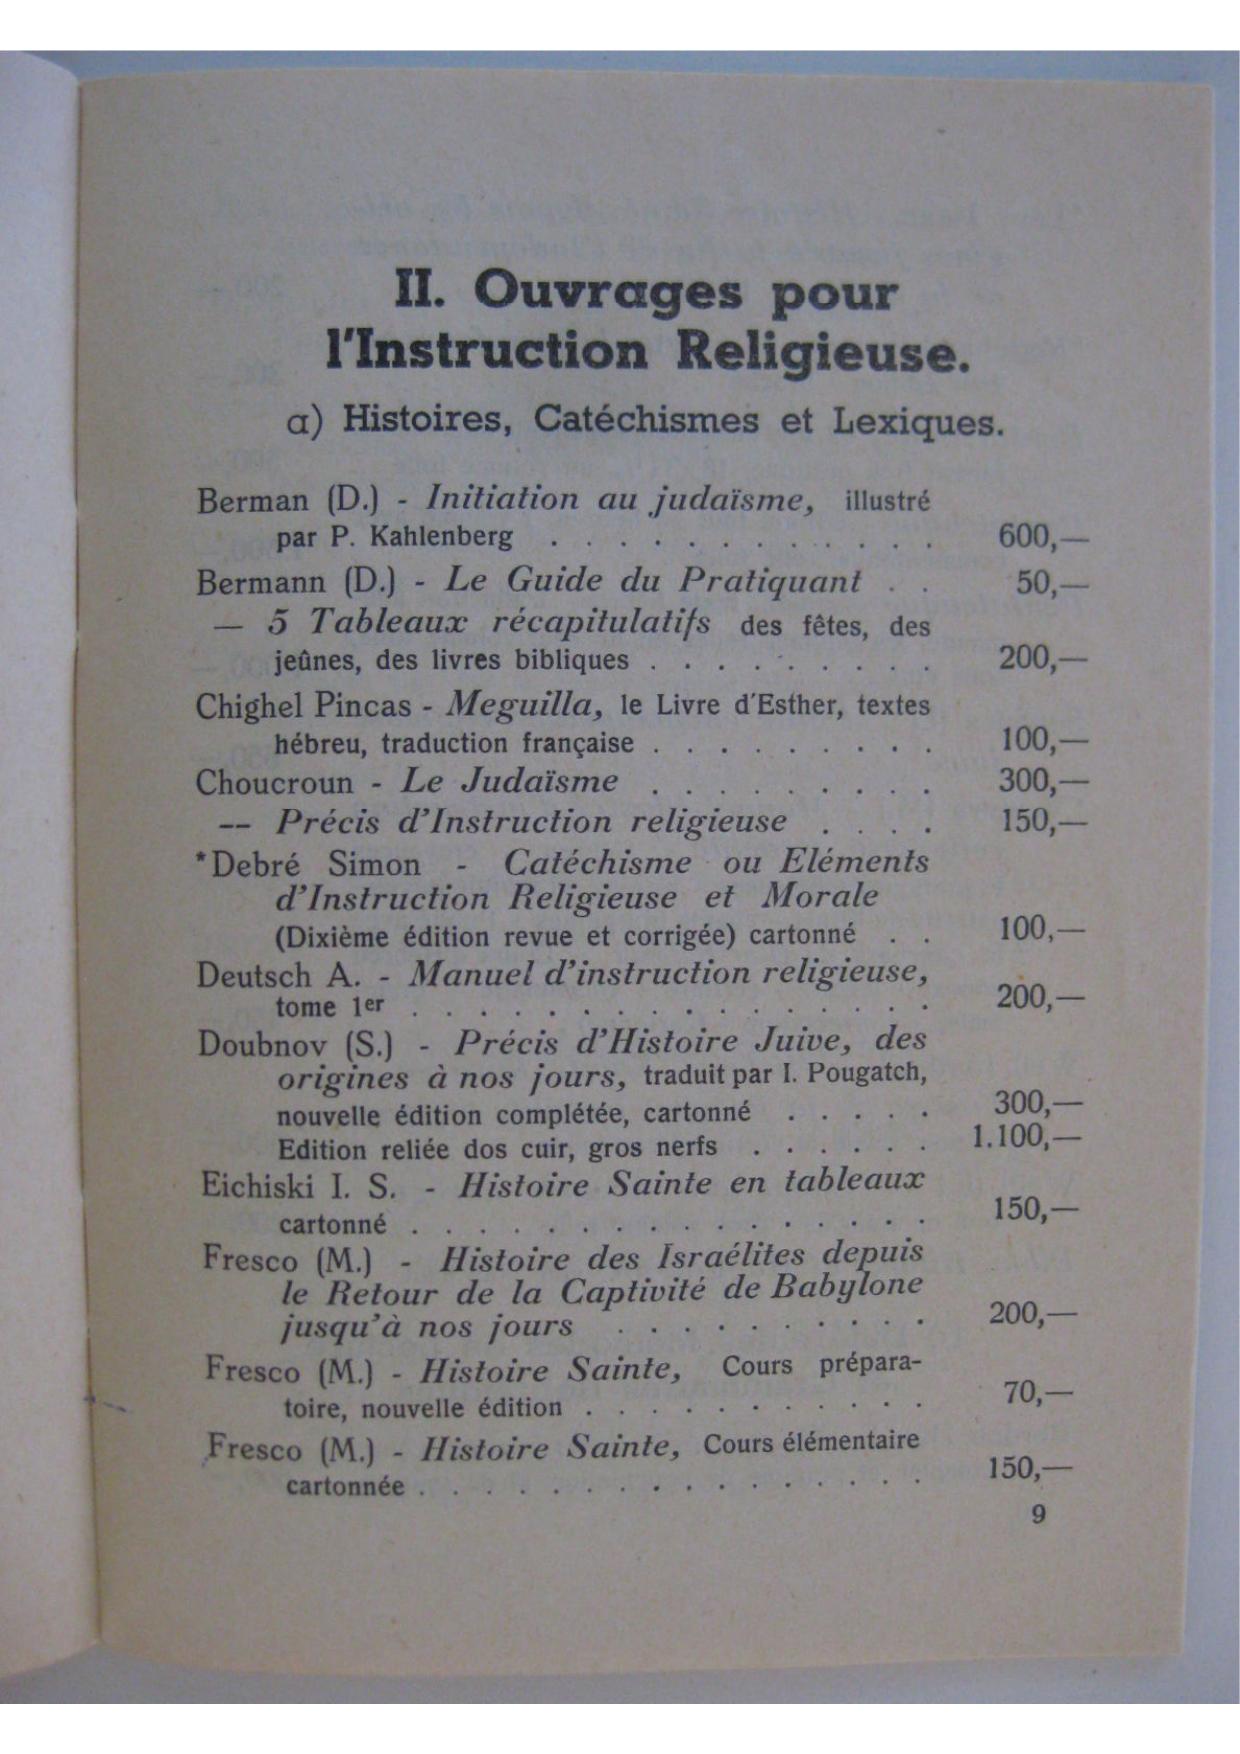 II. Ouvrages pour
l'Instruction Religieuse.
a) Histoires, Catéchismes et Lexiques.
Berman (D.) - Initiation au judaïsme, illustré
par P. Kahlenberg . . . . . . . . . . . . . 600,—
Bermann (D.) - Le Guide du Pratiquant . . 50,—
— 5 Tableaux récapitulatifs des fêtes, des
jeûnes, des livres bibliques . . . . . . . . . 200,—
Chighel Pincas - Meguilla, le Livre d'Esther, textes
hébreu, traduction française . . . . . . . . . 100,—
Choucroun - Le Judaïsme . . . . . . . . . 300,—
— Précis d'Instruction religieuse . . . . 150,—
*Debré Simon - Catéchisme ou Eléments
d'Instruction Religieuse et Morale
(Dixième édition revue et corrigée) cartonné . . 100,—
Deutsch A. - Manuel d'instruction religieuse,
tome 1er . . . . . . . . . . . . . . . . 200,—
Doubnov (S.) - Précis d'Histoire Juive, des
origines à nos jours, traduit par I. Pougatch,
nouvelle édition complétée, cartonné . . . . . 300,—
Edition reliée dos cuir, gros nerfs . . . . . . 1.100,—
Eichiski I. S. - Histoire Sainte en tableaux
cartonné . . . . . . . . . . . . . . . . 150,—
Fresco (M.) - Histoire des Israélites depuis
le Retour de la Captivité de Babylone
jusqu'à nos jours . . . . . . . . . . 200,—
Fresco (M.) - Histoire Sainte, Cours prépara-
toire, nouvelle édition . . . . . . . . . . . 70,—
Fresco (M.) - Histoire Sainte, Cours élémentaire
cartonnée . . . . . . . . . . . . . . . . 150,—
9